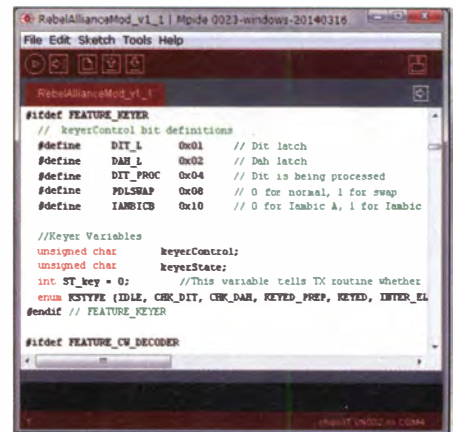 RebelAllianceMod_v1_1 | Mpide 0023-windows-20140316
File Edit Sketch Tools Help
RebelAllianceMod_v1_1
#ifdef FEATURE_KEYER
// keyerControl bit definitions
#define DIT_L 0x01 // Dit latch
#define DAH_L 0x02 // Dah latch
#define DIT_PROC 0x04 // Dit is being processed
#define PDLSWAP 0x08 // 0 for normal, 1 for swap
#define IAMBICB 0x10 // 0 for Iambic A, 1 for Iambic
//Keyer Variables
unsigned char keyerControl;
unsigned char keyerState;
int ST_key = 0; //This variable tells TX routine whether
enum KSTYPE {IDLE, CHK_DIT, CHK_DAH, KEYED_PREP, KEYED, INTER_EL
#endif // FEATURE_KEYER
#ifdef FEATURE_CW_DECODER
on COM4